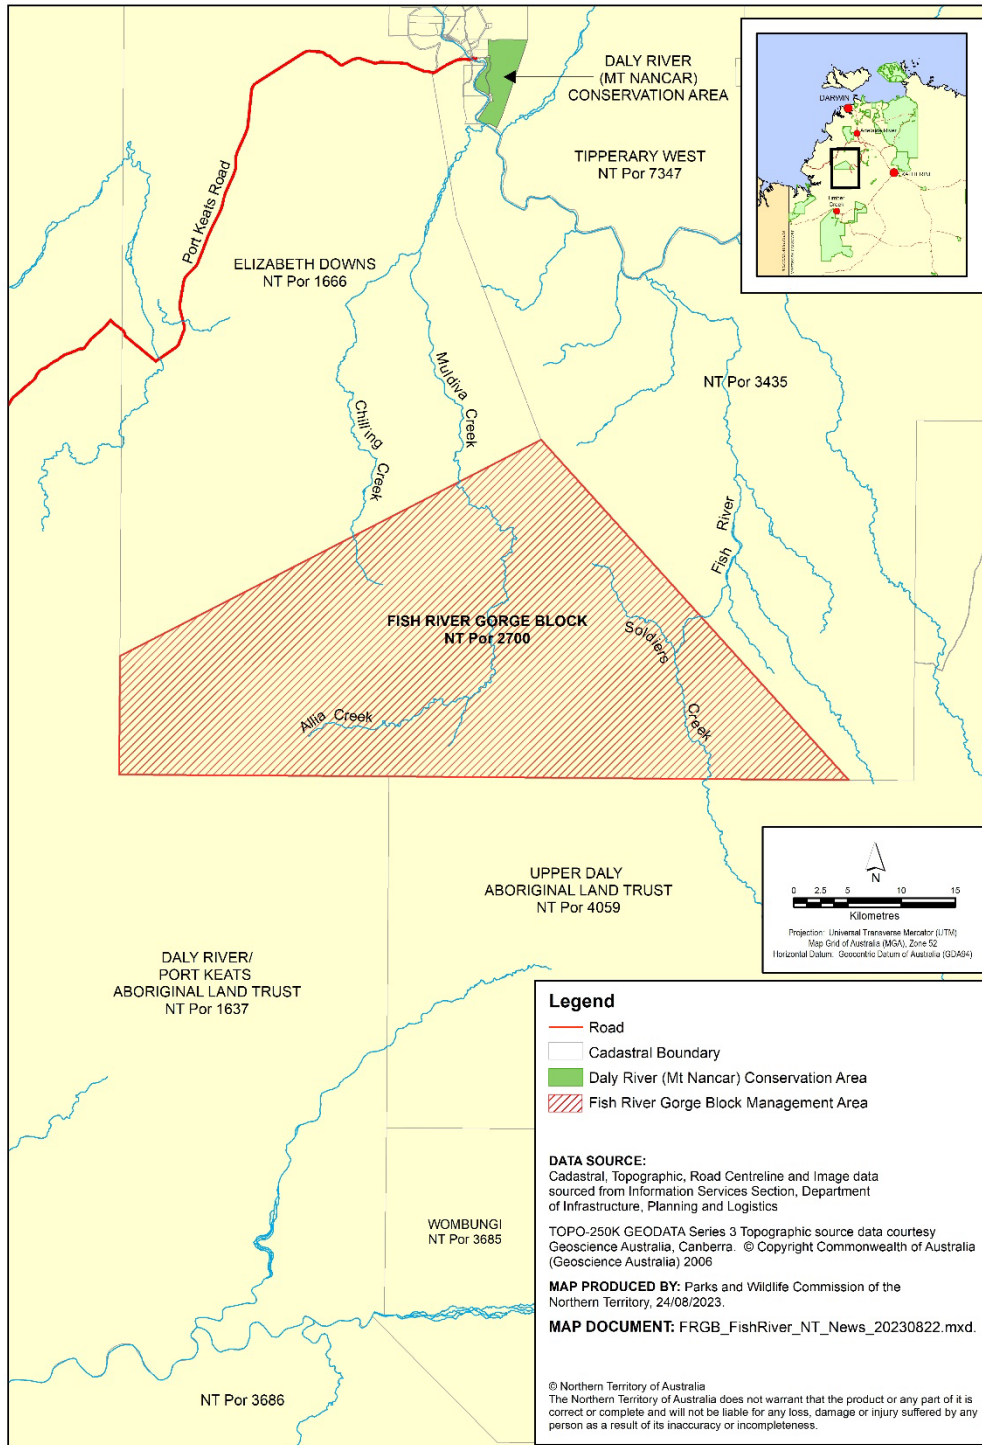 DALY RIVER
(MT NANCAR)
CONSERVATION AREA
TIPPERARY WEST
NT Por 7347
DARWIN
Adelaide River
KATHERINE
Timber
Creek
Port Keats Road
ELIZABETH DOWNS
NT Por 1666
Muldiva Creek
Chilling Creek
NT Por 3435
Fish River
FISH RIVER GORGE BLOCK
NT Por 2700
Soldiers Creek
Allia Creek
UPPER DALY
ABORIGINAL LAND TRUST
NT Por 4059
N
0 2.5 5 10 15
Kilometres
Projection: Universal Transverse Mercator (UTM)
Map Grid of Australia (MGA), Zone 52
Horizontal Datum: Geocentric Datum of Australia (GDA94)
DALY RIVER/
PORT KEATS
ABORIGINAL LAND TRUST
NT Por 1637
WOMBUNGI
NT Por 3685
NT Por 3686
Legend
Road
Cadastral Boundary
Daly River (Mt Nancar) Conservation Area
Fish River Gorge Block Management Area
DATA SOURCE:
Cadastral, Topographic, Road Centreline and Image data
sourced from Information Services Section, Department
of Infrastructure, Planning and Logistics
TOPO-250K GEODATA Series 3 Topographic source data courtesy
Geoscience Australia, Canberra. © Copyright Commonwealth of Australia
(Geoscience Australia) 2006
MAP PRODUCED BY: Parks and Wildlife Commission of the
Northern Territory, 24/08/2023.
MAP DOCUMENT: FRGB_FishRiver_NT_News_20230822.mxd.
© Northern Territory of Australia
The Northern Territory of Australia does not warrant that the product or any part of it is
correct or complete and will not be liable for any loss, damage or injury suffered by any
person as a result of its inaccuracy or incompleteness.